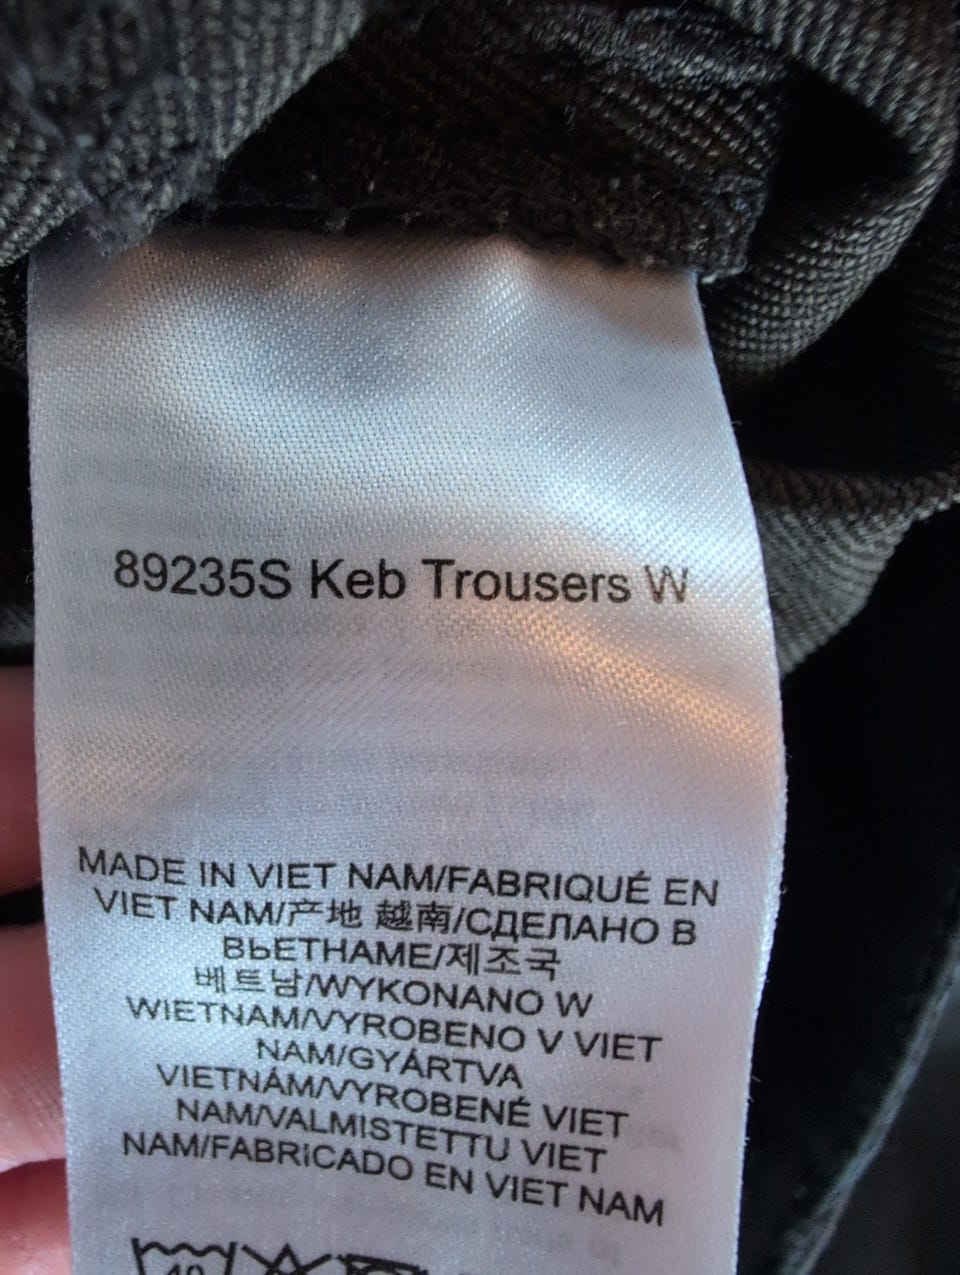 89235S Keb Trousers W
MADE IN VIET NAM/FABRIQUÉ EN
VIET NAM/产地 越南/СДЕЛАНО В
ВЬЕТНАМЕ/제조국
베트남/WYKONANO W
WIETNAM/VYROBENO V VIET
NAM/GYÁRTVA
VIETNÁM/VYROBENÉ VIET
NAM/VALMISTETTU VIET
NAM/FABRICADO EN VIET NAM
40